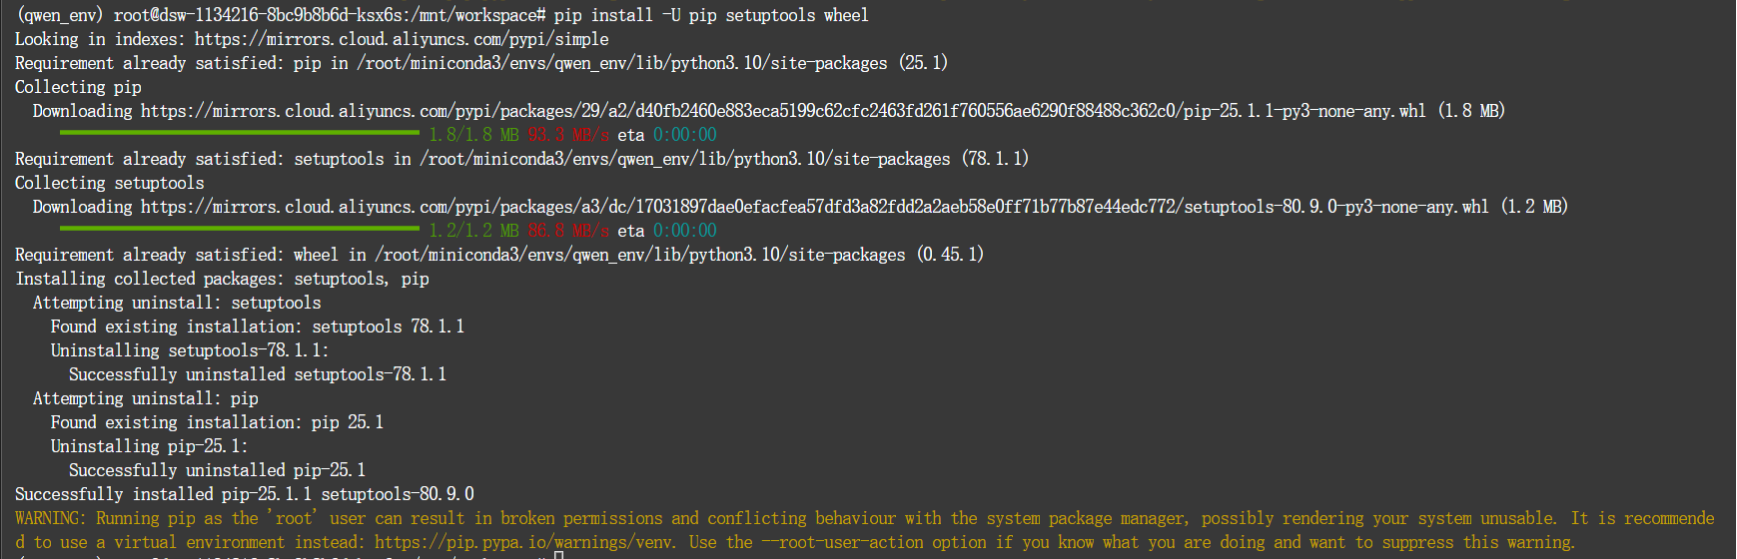 (qwen_env) root@dsw-1134216-8bc9b8b6d-ksx6s:/mnt/workspace# pip install -U pip setuptools wheel
Looking in indexes: https://mirrors.cloud.aliyuncs.com/pypi/simple
Requirement already satisfied: pip in /root/miniconda3/envs/qwen_env/lib/python3.10/site-packages (25.1)
Collecting pip
  Downloading https://mirrors.cloud.aliyuncs.com/pypi/packages/29/a2/d40fb2460e883eca5199c62cfc2463fd261f760556ae6290f88488c362c0/pip-25.1.1-py3-none-any.whl (1.8 MB)
1.8/1.8 MB 93.3 MB/s eta 0:00:00
Requirement already satisfied: setuptools in /root/miniconda3/envs/qwen_env/lib/python3.10/site-packages (78.1.1)
Collecting setuptools
  Downloading https://mirrors.cloud.aliyuncs.com/pypi/packages/a3/dc/17031897dae0efacfea57dfd3a82fdd2a2aeb58e0ff71b77b87e44edc772/setuptools-80.9.0-py3-none-any.whl (1.2 MB)
1.2/1.2 MB 86.8 MB/s eta 0:00:00
Requirement already satisfied: wheel in /root/miniconda3/envs/qwen_env/lib/python3.10/site-packages (0.45.1)
Installing collected packages: setuptools, pip
  Attempting uninstall: setuptools
    Found existing installation: setuptools 78.1.1
    Uninstalling setuptools-78.1.1:
      Successfully uninstalled setuptools-78.1.1
  Attempting uninstall: pip
    Found existing installation: pip 25.1
    Uninstalling pip-25.1:
      Successfully uninstalled pip-25.1
Successfully installed pip-25.1.1 setuptools-80.9.0
WARNING: Running pip as the 'root' user can result in broken permissions and conflicting behaviour with the system package manager, possibly rendering your system unusable. It is recommende
d to use a virtual environment instead: https://pip.pypa.io/warnings/venv. Use the --root-user-action option if you know what you are doing and want to suppress this warning.